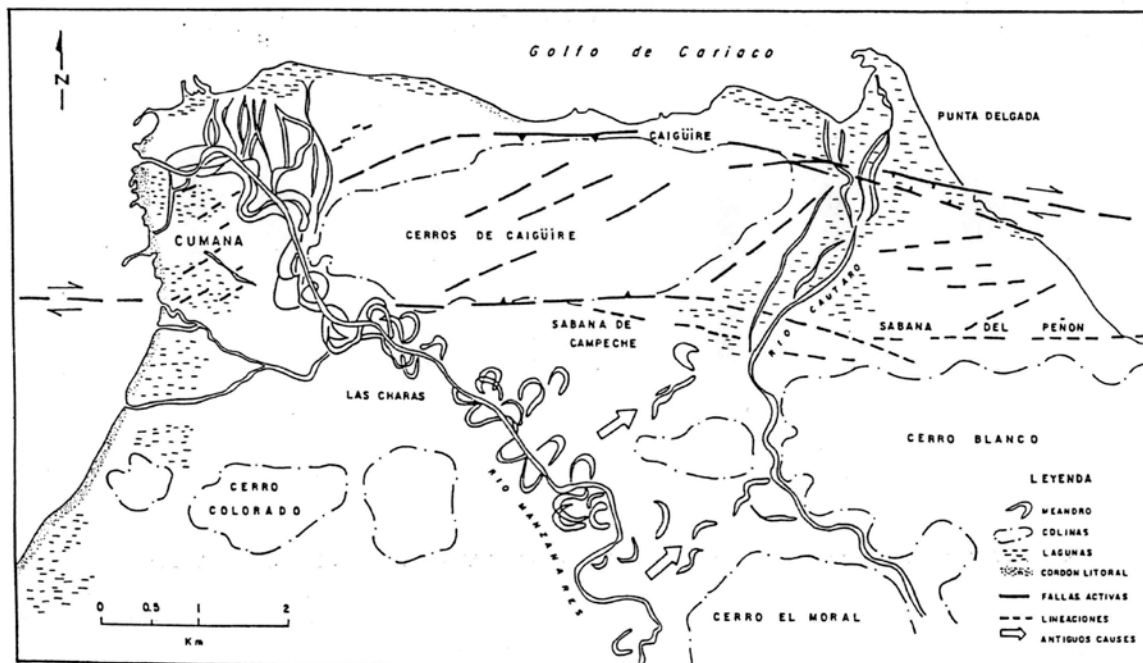 N
Golfo de Cariaco
PUNTA DELGADA
CAIGÜIRE
CUMANA
CERROS DE CAIGÜIRE
RIO CAUTARO
SABANA DE
CAMPECHE
SABANA DEL PEÑON
LAS CHARAS
CERRO BLANCO
CERRO
COLORADO
RIO MANZANARES
CERRO EL MORAL
LEYENDA
MEANDRO
COLINAS
LAGUNAS
CORDÓN LITORAL
FALLAS ACTIVAS
LINEACIONES
ANTIGUOS CAUSES
0 0.5 1 2
Km